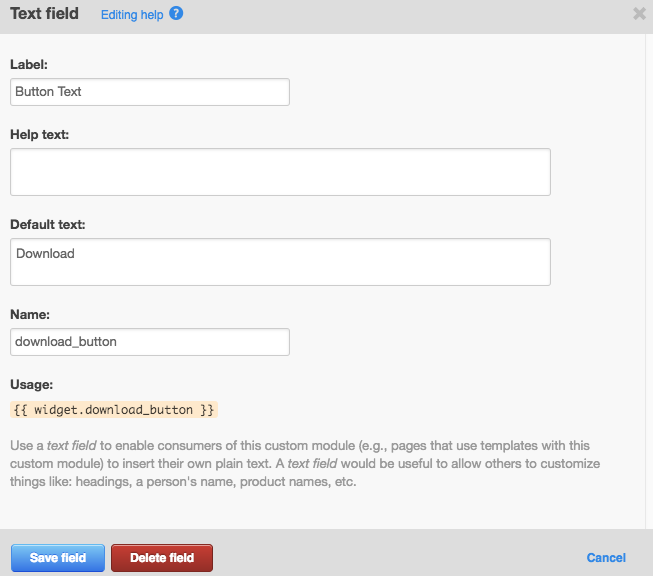 Text field Editing help ?
Label:
Button Text
Help text:
Default text:
Download
Name:
download_button
Usage:
{{ widget.download_button }}
Use a text field to enable consumers of this custom module (e.g., pages that use templates with this
custom module) to insert their own plain text. A text field would be useful to allow others to customize
things like: headings, a person's name, product names, etc.
Save field Delete field Cancel